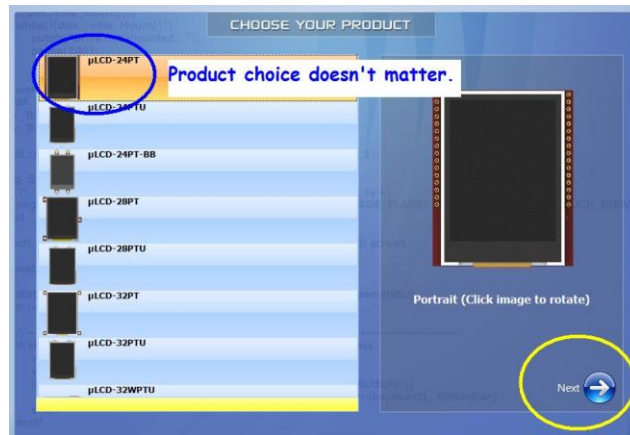 CHOOSE YOUR PRODUCT
µLCD-24PT
Product choice doesn't matter.
µLCD-24PTU
µLCD-24PT-BB
µLCD-28PT
µLCD-28PTU
µLCD-32PT
µLCD-32PTU
µLCD-32WPTU
Portrait (Click image to rotate)
Next